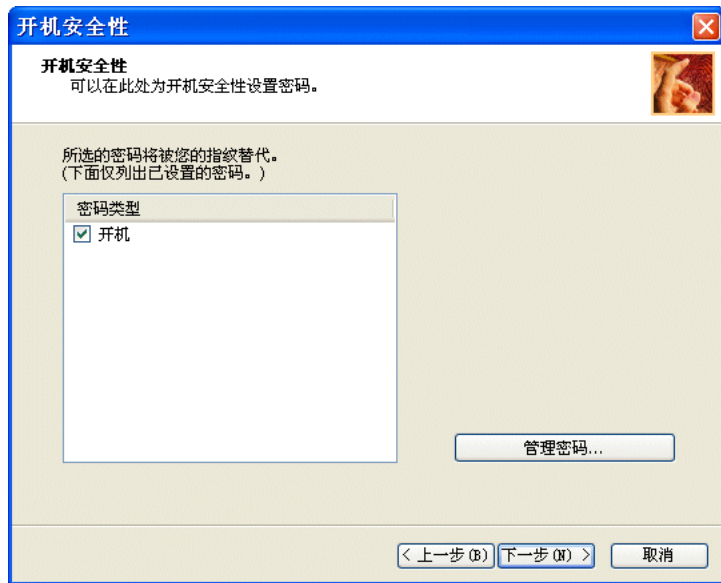 开机安全性
开机安全性
可以在此处为开机安全性设置密码。
所选的密码将被您的指纹替代。
(下面仅列出已设置的密码。)
密码类型
开机
管理密码...
< 上一步(B)
下一步(N) >
取消